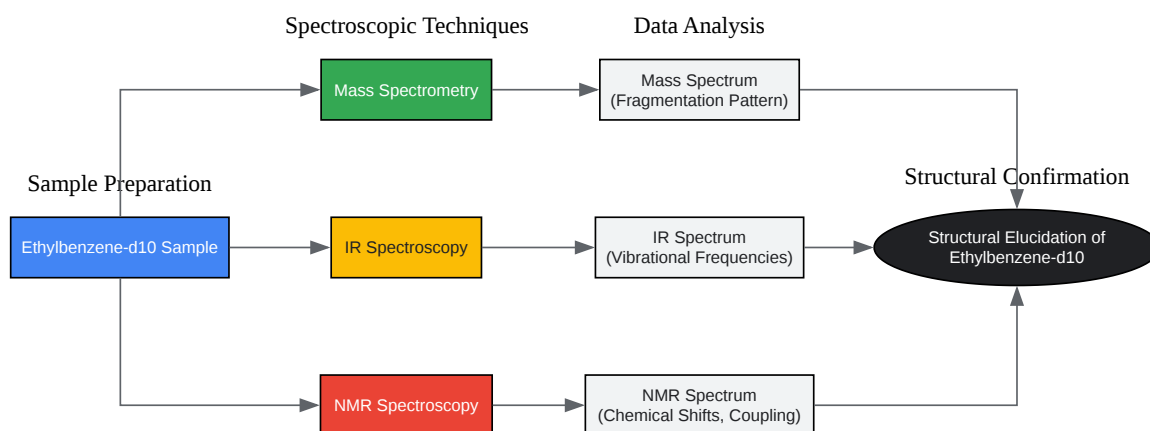 Spectroscopic Techniques
Data Analysis
Mass Spectrometry
Mass Spectrum
(Fragmentation Pattern)
Sample Preparation
Structural Confirmation
Ethylbenzene-d10 Sample
IR Spectroscopy
IR Spectrum
(Vibrational Frequencies)
Structural Elucidation of
Ethylbenzene-d10
NMR Spectroscopy
NMR Spectrum
(Chemical Shifts, Coupling)